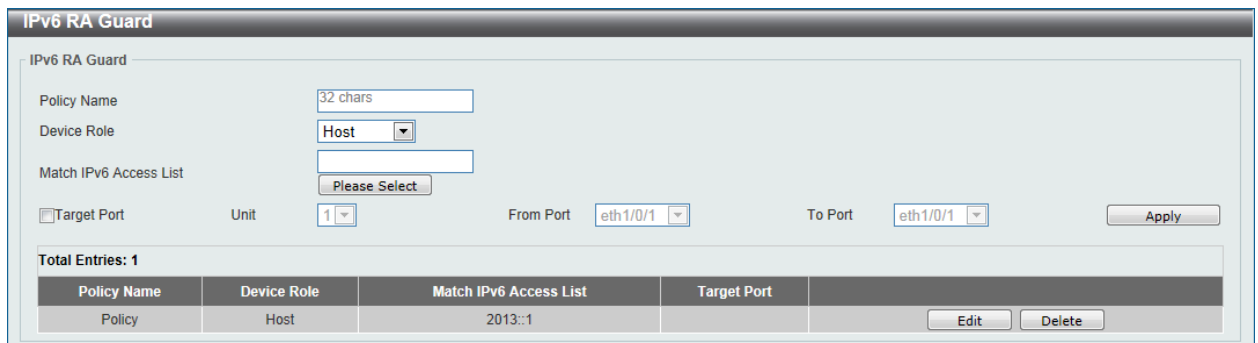 IPv6 RA Guard
IPv6 RA Guard
Policy Name 32 chars
Device Role Host
Match IPv6 Access List
Please Select
Target Port Unit 1 From Port eth1/0/1 To Port eth1/0/1 Apply
Total Entries: 1
Policy Name Device Role Match IPv6 Access List Target Port
Policy Host 2013::1 Edit Delete